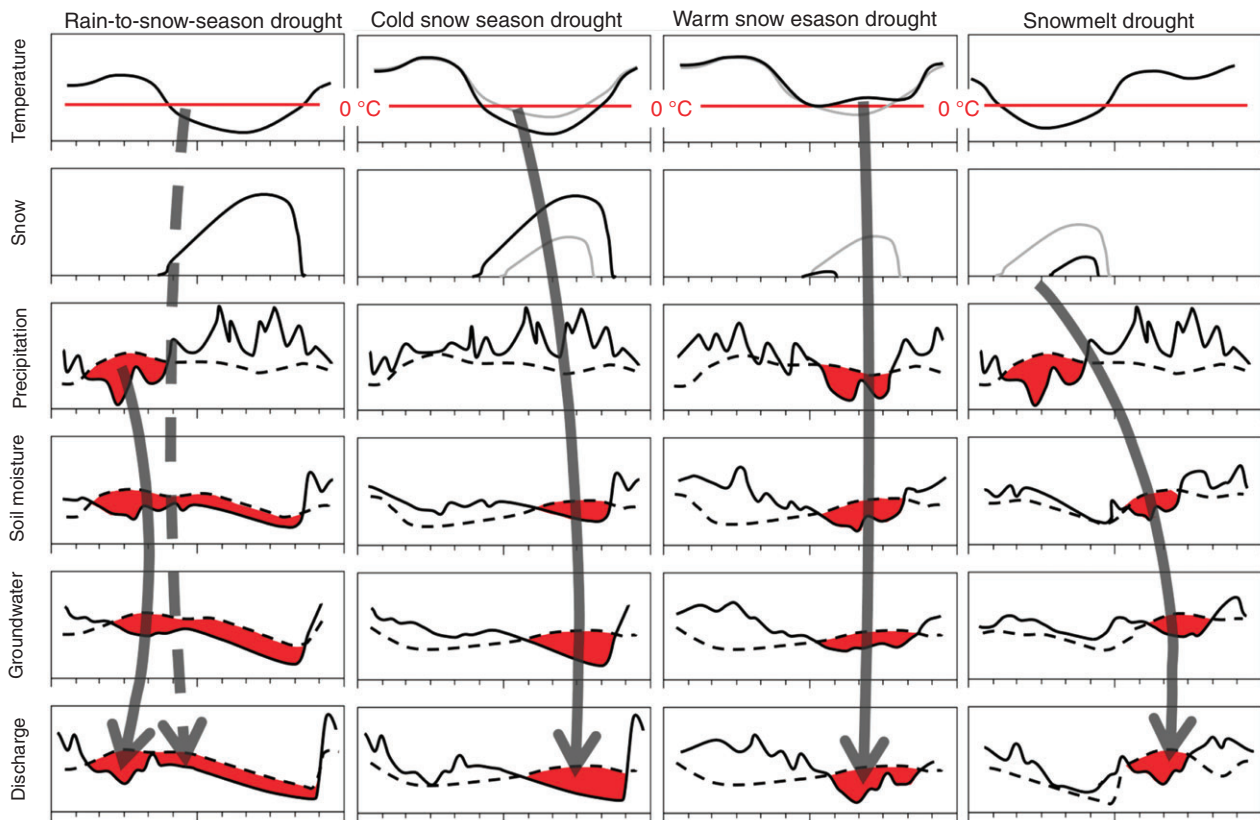 Rain-to-snow-season drought
Cold snow season drought
Warm snow esason drought
Snowmelt drought
Temperature
0 °C
0 °C
0 °C
Snow
Precipitation
Soil moisture
Groundwater
Discharge